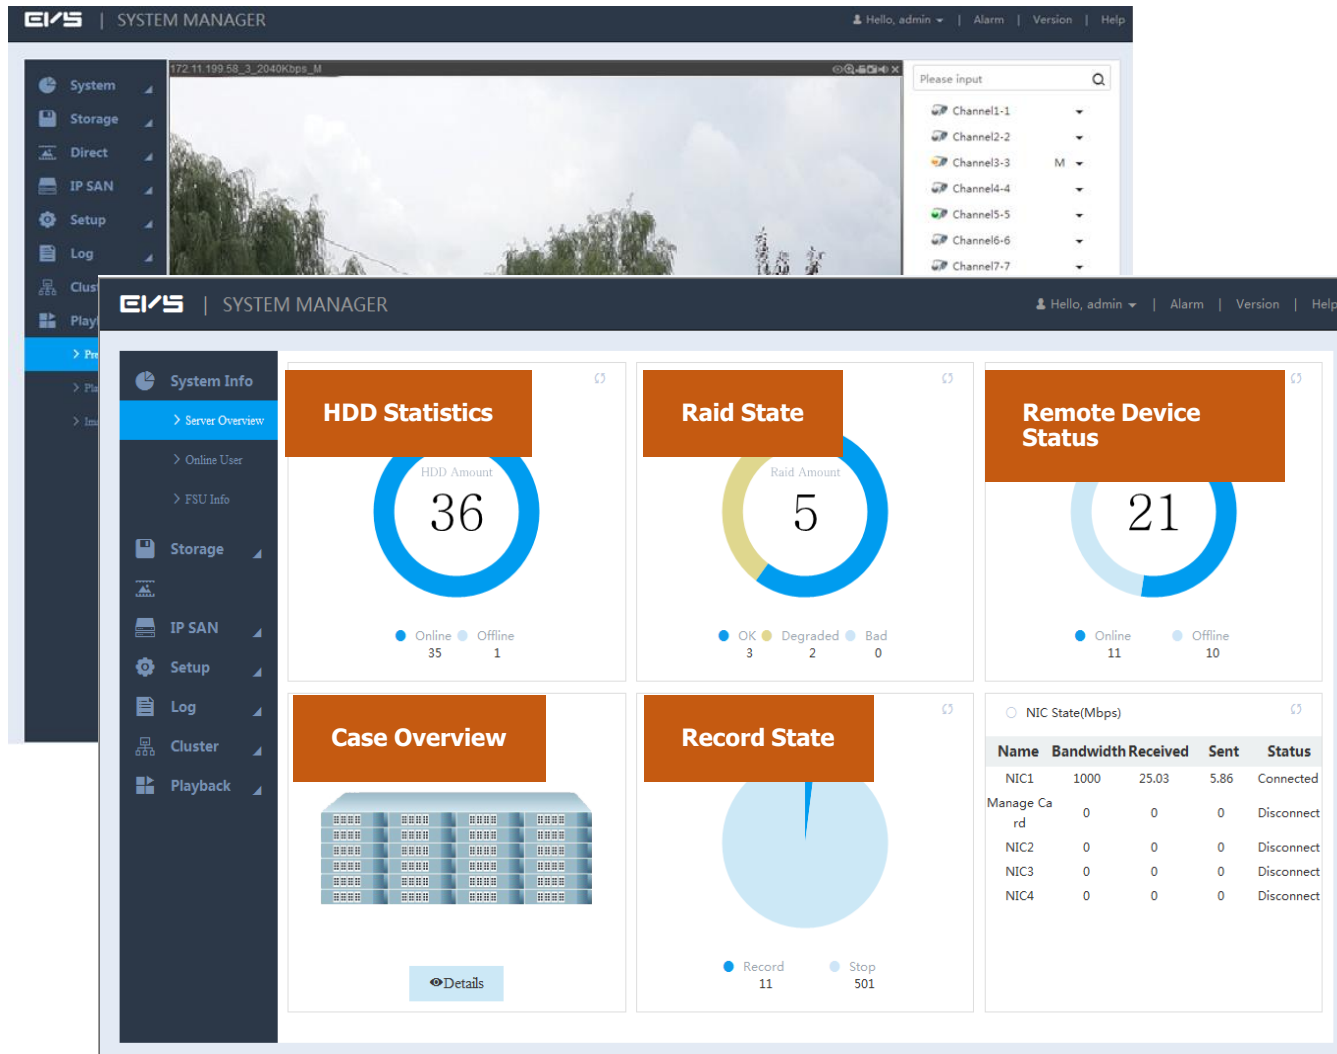 EVS | SYSTEM MANAGER
Hello, admin | Alarm | Version | Help
172.11.199.58_3_2040Kbps_M
Please input
System
Storage
Direct
IP SAN
Setup
Log
Channel1-1
Channel2-2
Channel3-3 M
Channel4-4
Channel5-5
Channel6-6
Channel7-7
EVS | SYSTEM MANAGER
Hello, admin | Alarm | Version | Help
System Info
> Server Overview
> Online User
> FSU Info
Storage
IP SAN
Setup
Log
Cluster
Playback
HDD Statistics
HDD Amount
36
Online Offline
35 1
Raid State
Raid Amount
5
OK Degraded Bad
3 2 0
Remote Device
Status
21
Online Offline
11 10
Case Overview
Details
Record State
Record Stop
11 501
NIC State(Mbps)
Name Bandwidth Received Sent Status
NIC1 1000 25.03 5.86 Connected
Manage Ca
rd 0 0 0 Disconnect
NIC2 0 0 0 Disconnect
NIC3 0 0 0 Disconnect
NIC4 0 0 0 Disconnect